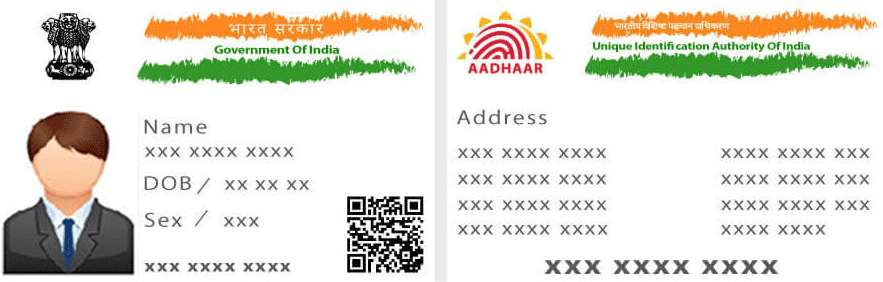 भारत सरकार
Government Of India
Name
xxx xxxx xxxx
DOB / xx xx xx
Sex / xxx
xxx xxxx xxxx
भारतीय विशिष्ट पहचान प्राधिकरण
Unique Identification Authority Of India
AADHAAR
Address
xxx xxxx xxxx xxxx xxxx xxx
xxx xxxx xxxx xxxx xxxx xxx
xxx xxxx xxxx xxxx xxxx xxx
xxx xxxx xxxx xxxx xxxx
xxx xxxx xxxx